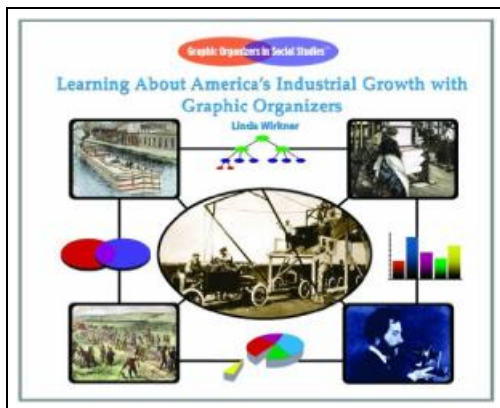 Graphic Organizers in Social Studies™
Learning About America's Industrial Growth with
Graphic Organizers
Linda Wirkner